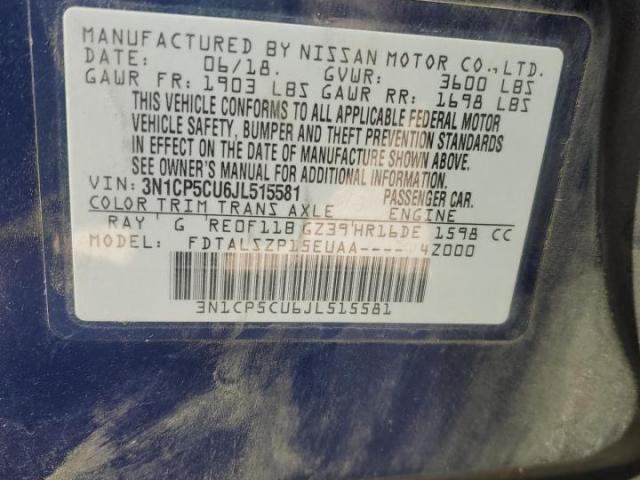 MANUFACTURED BY NISSAN MOTOR CO., LTD.
DATE: 06/18. GVWR: 3600 LBS
GAWR FR: 1903 LBS GAWR RR: 1698 LBS
THIS VEHICLE CONFORMS TO ALL APPLICABLE FEDERAL MOTOR
VEHICLE SAFETY, BUMPER AND THEFT PREVENTION STANDARDS
IN EFFECT ON THE DATE OF MANUFACTURE SHOWN ABOVE.
SEE OWNER'S MANUAL FOR ADDITIONAL INFORMATION
VIN: 3N1CP5CU6JL515581 PASSENGER CAR.
COLOR TRIM TRANS AXLE ENGINE
RAY G RE0F11B GZ39 HR16DE 1598 CC
MODEL: FDTALSZP15EUAA---- 4Z000
3N1CP5CU6JL515581